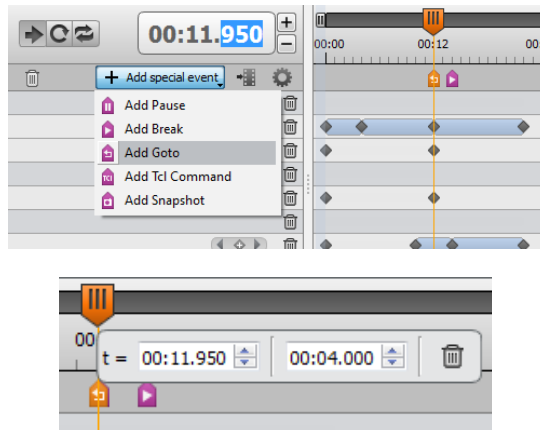 00:11.950
00:00 00:12 00
Add special event
Add Pause
Add Break
Add Goto
TCl Add Tcl Command
Add Snapshot
00
t = 00:11.950 00:04.000